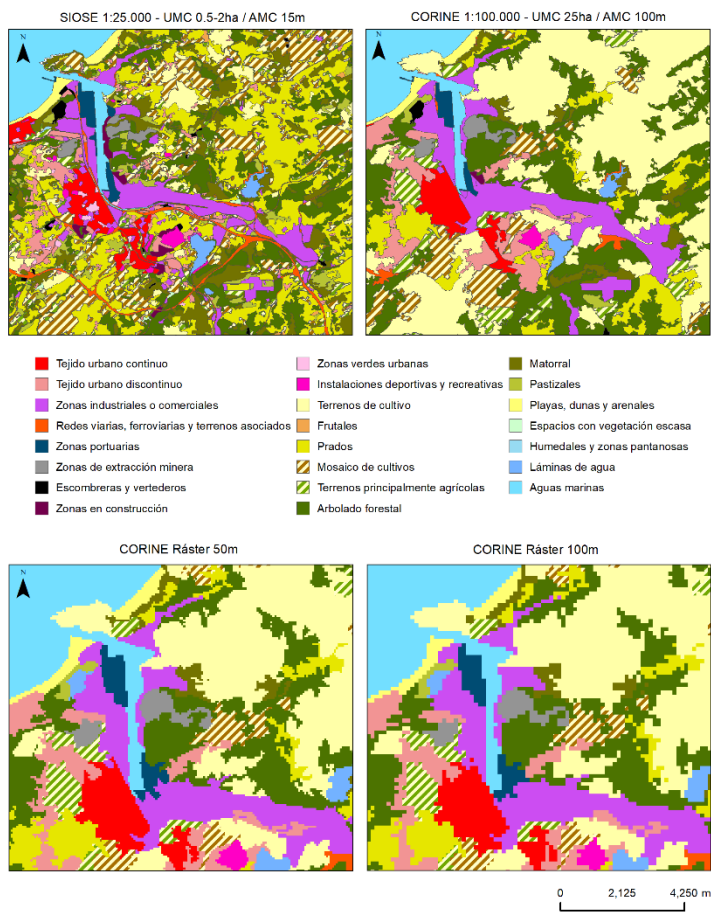 SIOSE 1:25.000 - UMC 0.5-2ha / AMC 15m
CORINE 1:100.000 - UMC 25ha / AMC 100m
N
N
Tejido urbano continuo
Tejido urbano discontinuo
Zonas industriales o comerciales
Redes viarias, ferroviarias y terrenos asociados
Zonas portuarias
Zonas de extracción minera
Escombreras y vertederos
Zonas en construcción
Zonas verdes urbanas
Instalaciones deportivas y recreativas
Terrenos de cultivo
Frutales
Prados
Mosaico de cultivos
Terrenos principalmente agrícolas
Arbolado forestal
Matorral
Pastizales
Playas, dunas y arenales
Espacios con vegetación escasa
Humedales y zonas pantanosas
Láminas de agua
Aguas marinas
CORINE Ráster 50m
CORINE Ráster 100m
N
0 2,125 4,250 m